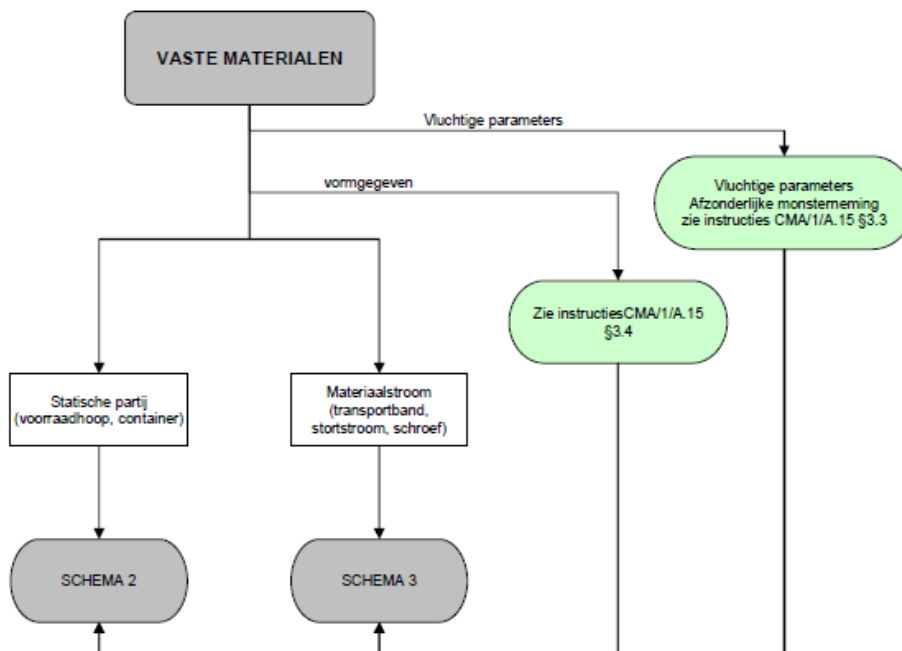 VASTE MATERIALEN
Vluchtige parameters
vormgegeven
Vluchtige parameters
Afzonderlijke monsterneming
zie instructies CMA/1/A.15 §3.3
Zie instructiesCMA/1/A.15
§3.4
Statische partij
(voorraadhoop, container)
Materiaalstroom
(transportband,
stortstroom, schroef)
SCHEMA 2
SCHEMA 3